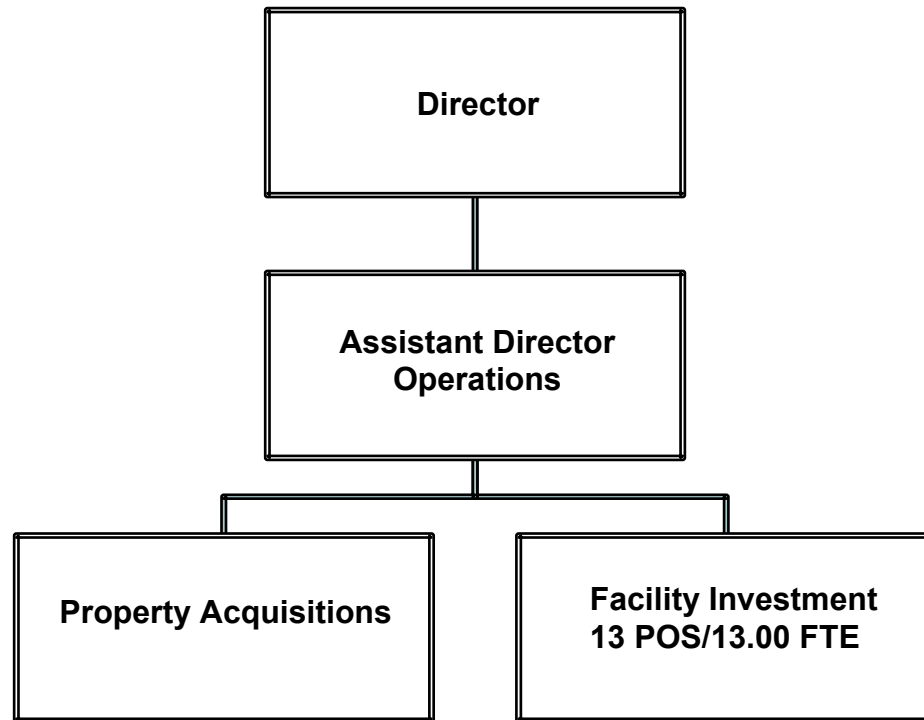 Director
Assistant Director
Operations
Property Acquisitions
Facility Investment
13 POS/13.00 FTE